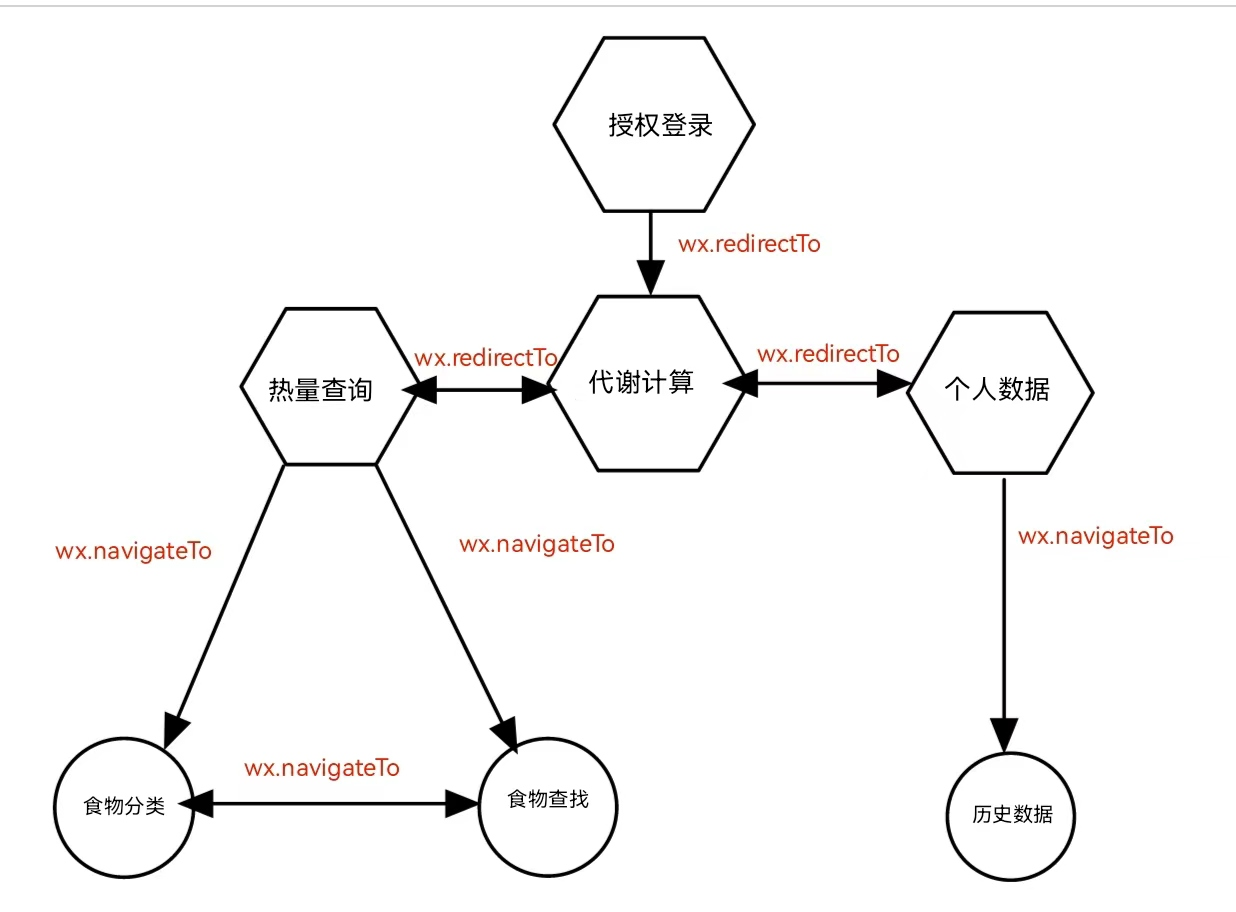 授权登录
wx.redirectTo
热量查询
wx.redirectTo
代谢计算
wx.redirectTo
个人数据
wx.navigateTo
wx.navigateTo
wx.navigateTo
食物分类
wx.navigateTo
食物查找
历史数据